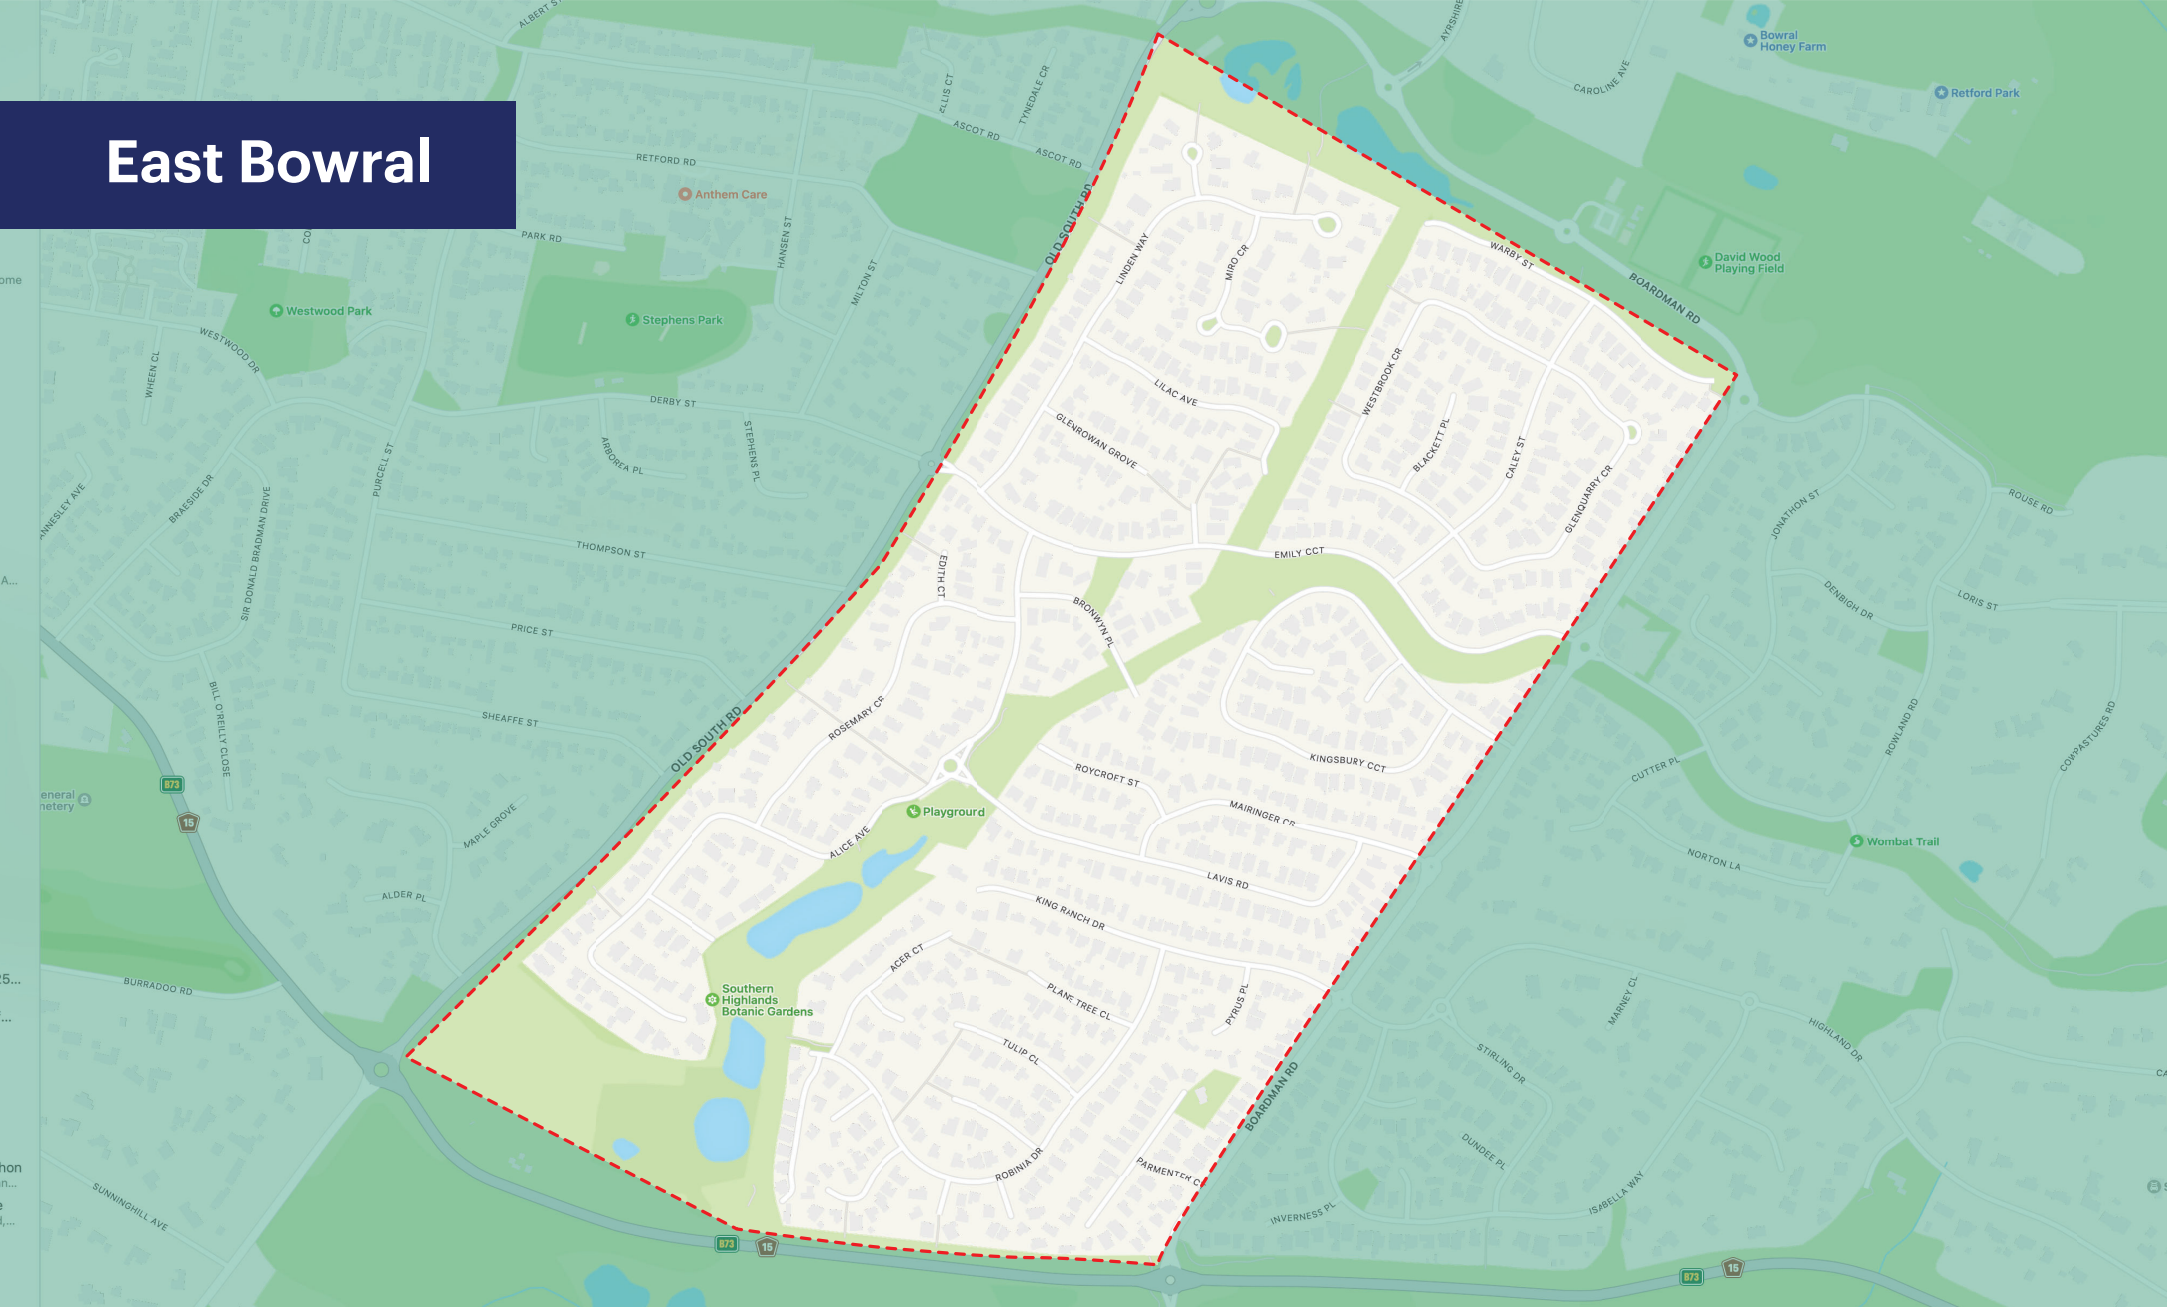 East Bowral
ALBERT ST
ELLIS CT
TYNEDALE CR
ASCOT RD
ASCOT RD
AYRSHIRE
CAROLINE AVE
Bowral
Honey Farm
Retford Park
RETFORD RD
Anthem Care
PARK RD
HANSEN ST
MILTON ST
OLD SOUTH RD
LINDEN WAY
MIRO CR
WARBY ST
BOARDMAN RD
David Wood
Playing Field
ome
Westwood Park
Stephens Park
WESTWOOD DR
WHEEN CL
DERBY ST
STEPHENS PL
ARBOREA PL
PURCELL ST
BRAESIDE DR
SIR DONALD BRADMAN DRIVE
NNESLEY AVE
LILAC AVE
GLENROWAN GROVE
WESTBROOK CR
BLACKETT PL
CALEY ST
GLENQUARRY CR
JONATHON ST
ROUSE RD
THOMPSON ST
EDITH CT
EMILY CCT
A...
DENBIGH DR
LORIS ST
PRICE ST
BRONWYN PL
BILL O'REILLY CLOSE
SHEAFFE ST
OLD SOUTH RD
ROSEMARY CR
ROWLAND RD
COMPASTURES RD
KINGSBURY CCT
CUTTER PL
ROYCROFT ST
B73
15
eneral
metery
MAPLE GROVE
Playgourd
MAIRINGER CR
ALICE AVE
Wombat Trail
NORTON LA
LAVIS RD
ALDER PL
KING RANCH DR
ACER CT
25...
BURRADOO RD
Southern
Highlands
Botanic Gardens
PLANE TREE CL
PYRUS PL
MARNEY CL
HIGHLAND DR
TULIP CL
STIRLING DR
CA
BOARDMAN RD
DUNDEE PL
ROBINIA DR
PARMENTER C
hon
an...
SUNNINGHILL AVE
INVERNESS PL
ISABELLA WAY
B73
15
B73
15